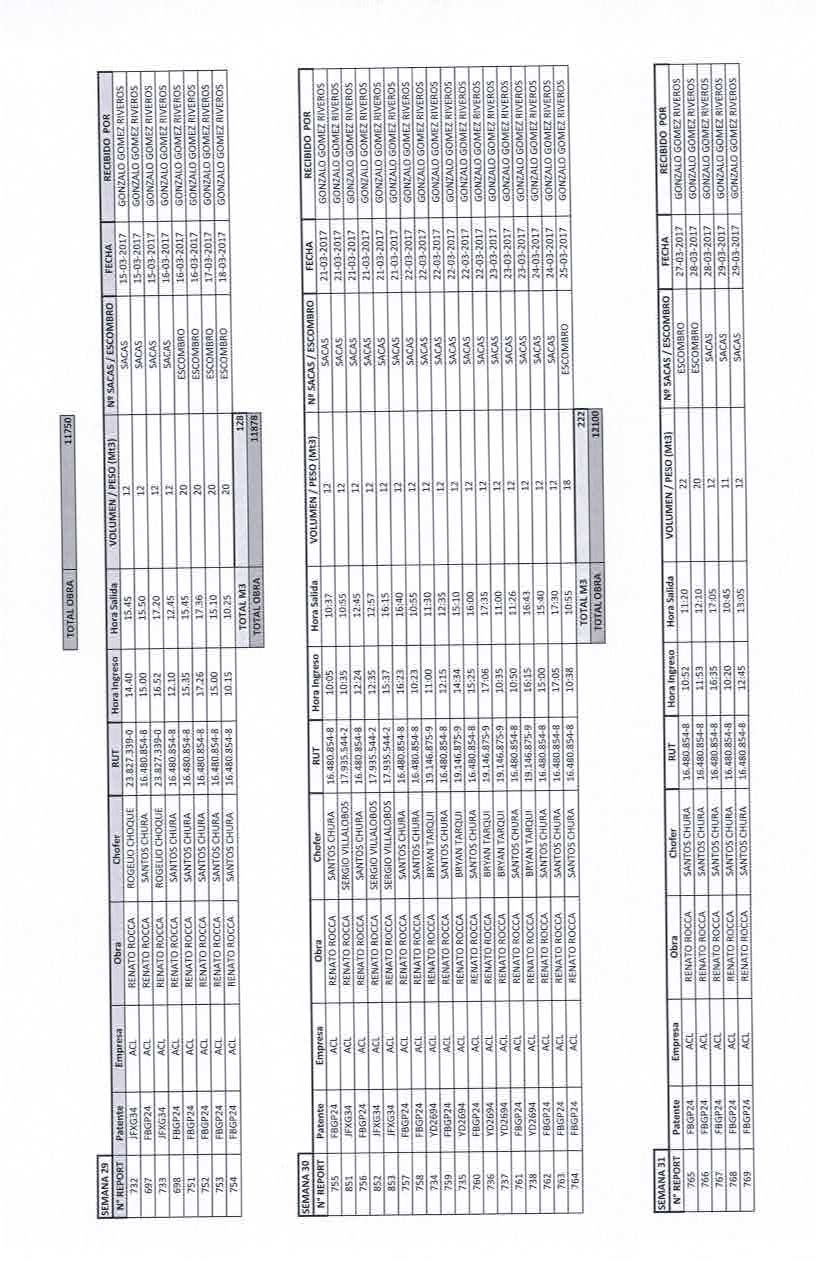 TOTAL OBRA 11750
SEMANA 29
N° REPORT Patente Empresa Obra Chofer RUT Hora Ingreso Hora Salida VOLUMEN / PESO (Mt3) Nº SACAS / ESCOMBRO FECHA RECIBIDO POR
732 JFXG34 ACL RENATO ROCCA ROGELIO CHOQUE 23.827.339-0 14.40 15.45 12 SACAS 15-03-2017 GONZALO GOMEZ RIVEROS
697 FBGP24 ACL RENATO ROCCA SANTOS CHURA 16.480.854-8 15.00 15.50 12 SACAS 15-03-2017 GONZALO GOMEZ RIVEROS
733 JFXG34 ACL RENATO ROCCA ROGELIO CHOQUE 23.827.339-0 16.52 17.20 12 SACAS 15-03-2017 GONZALO GOMEZ RIVEROS
698 FBGP24 ACL RENATO ROCCA SANTOS CHURA 16.480.854-8 12.10 12.45 12 SACAS 16-03-2017 GONZALO GOMEZ RIVEROS
751 FBGP24 ACL RENATO ROCCA SANTOS CHURA 16.480.854-8 15.35 15.45 20 ESCOMBRO 16-03-2017 GONZALO GOMEZ RIVEROS
752 FBGP24 ACL RENATO ROCCA SANTOS CHURA 16.480.854-8 17.26 17.36 20 ESCOMBRO 16-03-2017 GONZALO GOMEZ RIVEROS
753 FBGP24 ACL RENATO ROCCA SANTOS CHURA 16.480.854-8 15.00 15.10 20 ESCOMBRO 17-03-2017 GONZALO GOMEZ RIVEROS
754 FBGP24 ACL RENATO ROCCA SANTOS CHURA 16.480.854-8 10.15 10.25 20 ESCOMBRO 18-03-2017 GONZALO GOMEZ RIVEROS
TOTAL M3 128
TOTAL OBRA 11878
SEMANA 30
N° REPORT Patente Empresa Obra Chofer RUT Hora Ingreso Hora Salida VOLUMEN / PESO (Mt3) Nº SACAS / ESCOMBRO FECHA RECIBIDO POR
755 FBGP24 ACL RENATO ROCCA SANTOS CHURA 16.480.854-8 10:05 10:37 12 SACAS 21-03-2017 GONZALO GOMEZ RIVEROS
851 JFXG34 ACL RENATO ROCCA SERGIO VILLALOBOS 17.935.544-2 10:35 10:55 12 SACAS 21-03-2017 GONZALO GOMEZ RIVEROS
756 FBGP24 ACL RENATO ROCCA SANTOS CHURA 16.480.854-8 12:24 12:45 12 SACAS 21-03-2017 GONZALO GOMEZ RIVEROS
852 JFXG34 ACL RENATO ROCCA SERGIO VILLALOBOS 17.935.544-2 12:35 12:57 12 SACAS 21-03-2017 GONZALO GOMEZ RIVEROS
853 JFXG34 ACL RENATO ROCCA SERGIO VILLALOBOS 17.935.544-2 15:37 16:15 12 SACAS 21-03-2017 GONZALO GOMEZ RIVEROS
757 FBGP24 ACL RENATO ROCCA SANTOS CHURA 16.480.854-8 16:23 16:40 12 SACAS 21-03-2017 GONZALO GOMEZ RIVEROS
758 FBGP24 ACL RENATO ROCCA SANTOS CHURA 16.480.854-8 10:23 10:55 12 SACAS 22-03-2017 GONZALO GOMEZ RIVEROS
734 YD2694 ACL RENATO ROCCA BRYAN TARQUI 19.146.875-9 11:00 11:30 12 SACAS 22-03-2017 GONZALO GOMEZ RIVEROS
759 FBGP24 ACL RENATO ROCCA SANTOS CHURA 16.480.854-8 12:15 12:35 12 SACAS 22-03-2017 GONZALO GOMEZ RIVEROS
735 YD2694 ACL RENATO ROCCA BRYAN TARQUI 19.146.875-9 14:34 15:10 12 SACAS 22-03-2017 GONZALO GOMEZ RIVEROS
760 FBGP24 ACL RENATO ROCCA SANTOS CHURA 16.480.854-8 15:25 16:00 12 SACAS 22-03-2017 GONZALO GOMEZ RIVEROS
736 YD2694 ACL RENATO ROCCA BRYAN TARQUI 19.146.875-9 17:06 17:35 12 SACAS 22-03-2017 GONZALO GOMEZ RIVEROS
737 YD2694 ACL RENATO ROCCA BRYAN TARQUI 19.146.875-9 10:35 11:00 12 SACAS 23-03-2017 GONZALO GOMEZ RIVEROS
761 FBGP24 ACL RENATO ROCCA SANTOS CHURA 16.480.854-8 10:50 11:26 12 SACAS 23-03-2017 GONZALO GOMEZ RIVEROS
738 YD2694 ACL RENATO ROCCA BRYAN TARQUI 19.146.875-9 16:15 16:43 12 SACAS 23-03-2017 GONZALO GOMEZ RIVEROS
762 FBGP24 ACL RENATO ROCCA SANTOS CHURA 16.480.854-8 15:00 15:40 12 SACAS 24-03-2017 GONZALO GOMEZ RIVEROS
763 FBGP24 ACL RENATO ROCCA SANTOS CHURA 16.480.854-8 17:05 17:30 12 SACAS 24-03-2017 GONZALO GOMEZ RIVEROS
764 FBGP24 ACL RENATO ROCCA SANTOS CHURA 16.480.854-8 10:38 10:55 18 ESCOMBRO 25-03-2017 GONZALO GOMEZ RIVEROS
TOTAL M3 222
TOTAL OBRA 12100
SEMANA 31
N° REPORT Patente Empresa Obra Chofer RUT Hora Ingreso Hora Salida VOLUMEN / PESO (Mt3) Nº SACAS / ESCOMBRO FECHA RECIBIDO POR
765 FBGP24 ACL RENATO ROCCA SANTOS CHURA 16.480.854-8 10:52 11:20 22 ESCOMBRO 27-03-2017 GONZALO GOMEZ RIVEROS
766 FBGP24 ACL RENATO ROCCA SANTOS CHURA 16.480.854-8 11:53 12:10 20 ESCOMBRO 28-03-2017 GONZALO GOMEZ RIVEROS
767 FBGP24 ACL RENATO ROCCA SANTOS CHURA 16.480.854-8 16:35 17:05 12 SACAS 28-03-2017 GONZALO GOMEZ RIVEROS
768 FBGP24 ACL RENATO ROCCA SANTOS CHURA 16.480.854-8 10:20 10:45 11 SACAS 29-03-2017 GONZALO GOMEZ RIVEROS
769 FBGP24 ACL RENATO ROCCA SANTOS CHURA 16.480.854-8 12:45 13:05 12 SACAS 29-03-2017 GONZALO GOMEZ RIVEROS